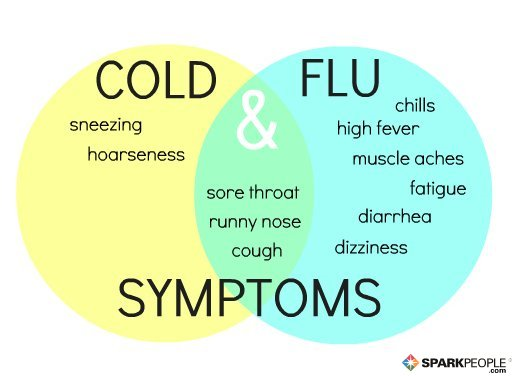 COLD & FLU
sneezing
hoarseness
sore throat
runny nose
cough
chills
high fever
muscle aches
fatigue
diarrhea
dizziness
SYMPTOMS
SPARKPEOPLE
.com